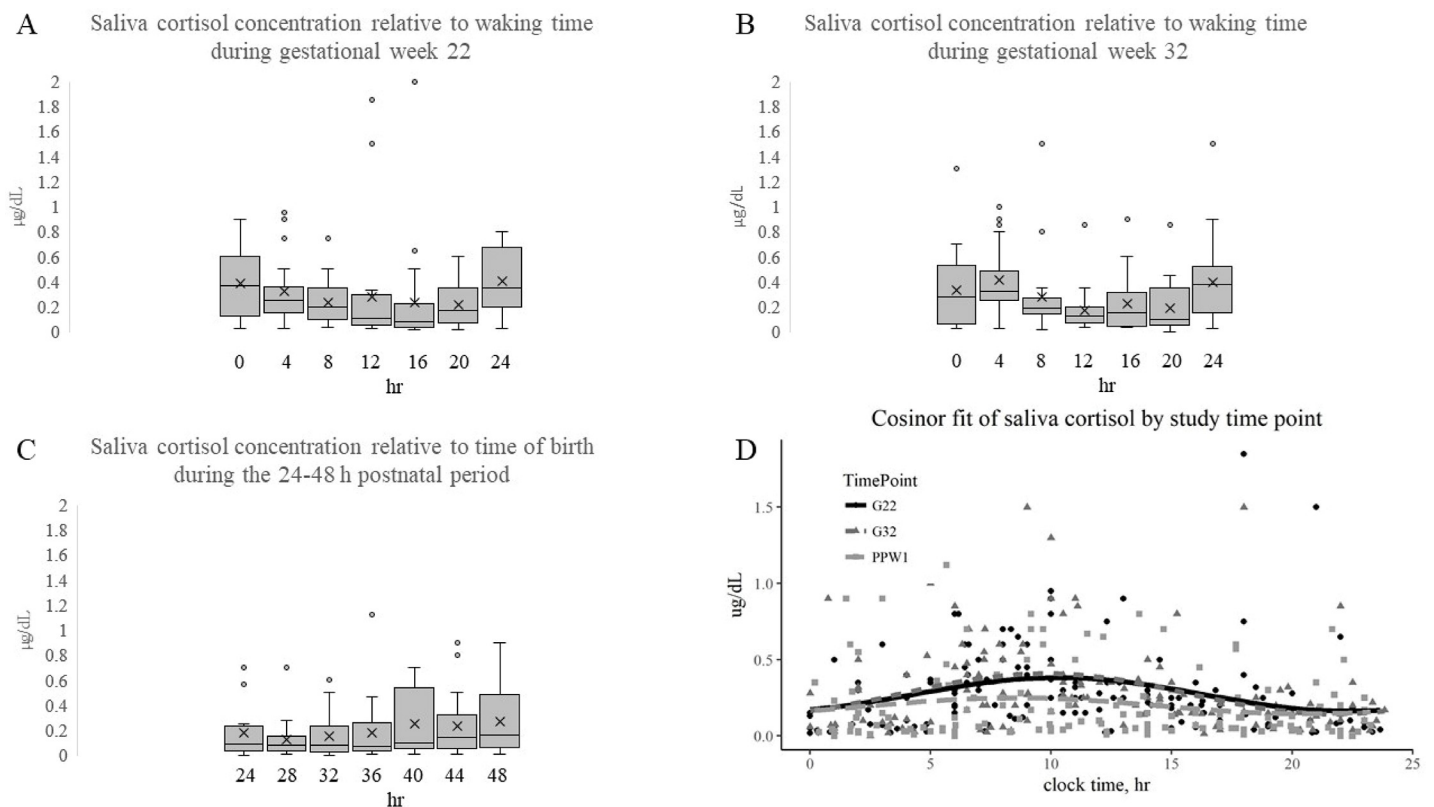 A
Saliva cortisol concentration relative to waking time
during gestational week 22
2
1.8
1.6
1.4
1.2
1
0.8
0.6
0.4
0.2
0
μg/dL
0 4 8 12 16 20 24
hr
B
Saliva cortisol concentration relative to waking time
during gestational week 32
2
1.8
1.6
1.4
1.2
1
0.8
0.6
0.4
0.2
0
μg/dL
0 4 8 12 16 20 24
hr
C
Saliva cortisol concentration relative to time of birth
during the 24-48 h postnatal period
2
1.8
1.6
1.4
1.2
1
0.8
0.6
0.4
0.2
0
μg/dL
24 28 32 36 40 44 48
hr
Cosinor fit of saliva cortisol by study time point
D
TimePoint
G22
G32
PPW1
1.5
1.0
0.5
0.0
ug/dL
0 5 10 15 20 25
clock time, hr